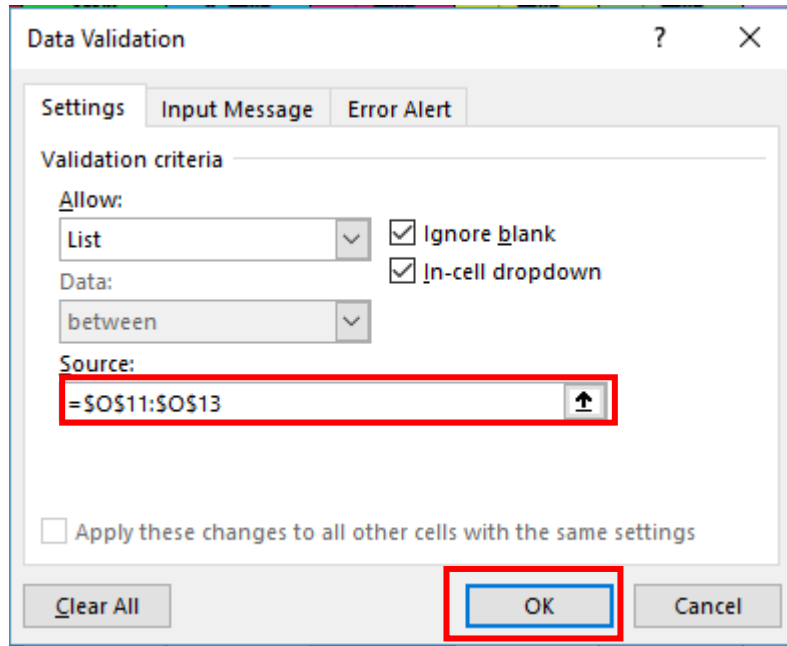 Data Validation ? ×
Settings Input Message Error Alert
Validation criteria
Allow:
List
Ignore blank
In-cell dropdown
Data:
between
Source:
=$O$11:$O$13
Apply these changes to all other cells with the same settings
Clear All OK Cancel